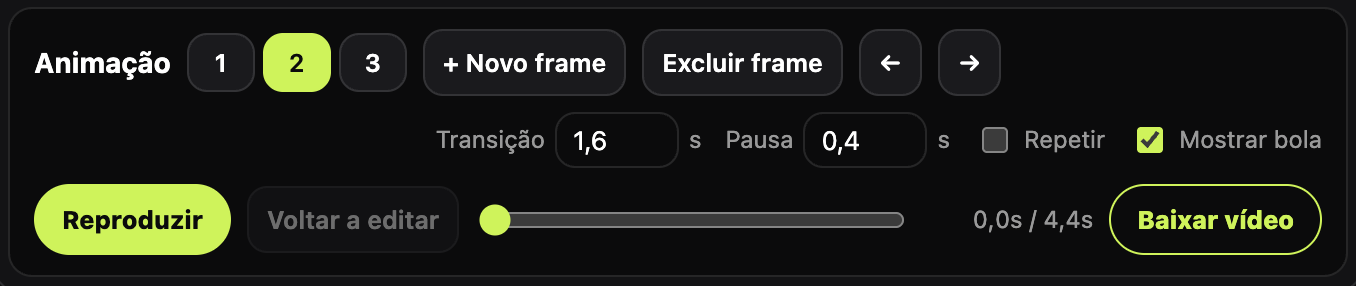 Animação 1 2 3 + Novo frame Excluir frame ← →
Transição 1,6 s Pausa 0,4 s Repetir Mostrar bola
Reproduzir Voltar a editar 0,0s / 4,4s Baixar vídeo